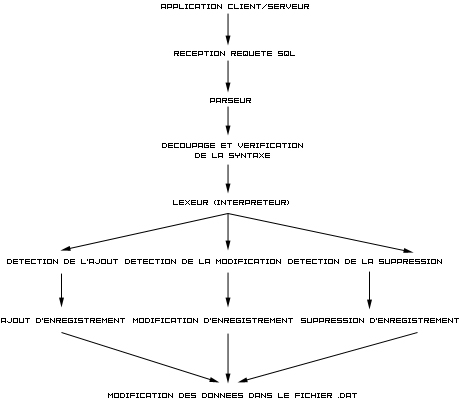 APPLICATION CLIENT/SERVEUR
RECEPTION REQUETE SQL
PARSEUR
DECOUPAGE ET VERIFICATION
DE LA SYNTAXE
LEXEUR (INTERPRETEUR)
DETECTION DE L'AJOUT DETECTION DE LA MODIFICATION DETECTION DE LA SUPPRESSION
AJOUT D'ENREGISTREMENT MODIFICATION D'ENREGISTREMENT SUPPRESSION D'ENREGISTREMENT
MODIFICATION DES DONNEES DANS LE FICHIER .DAT